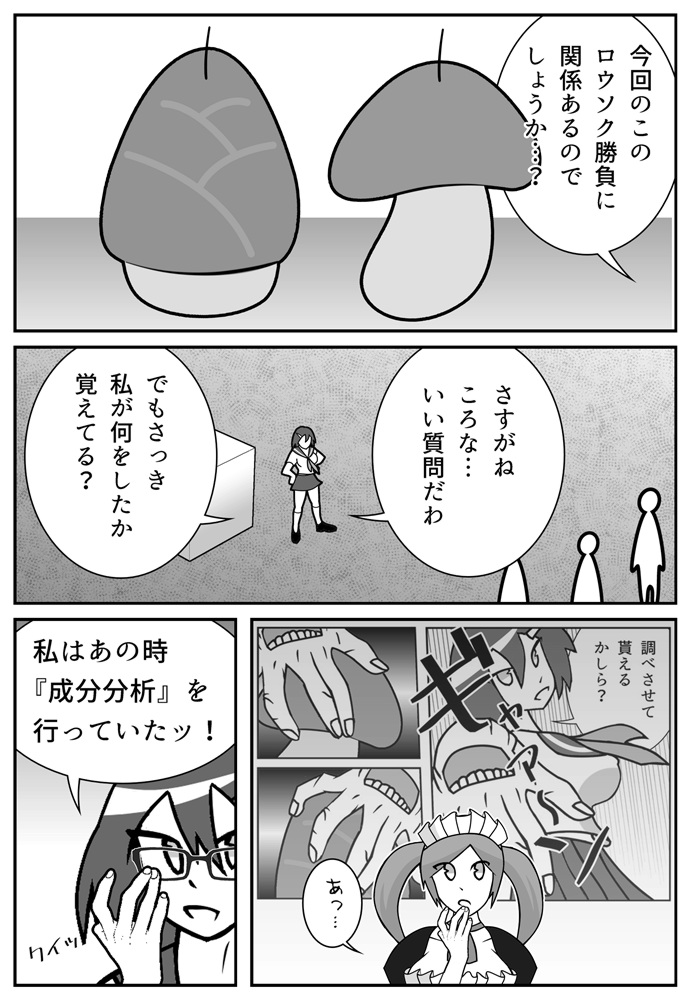 今回のこの
ロウソク勝負に
関係あるので
しょうか…?
さすがね
ころな…
いい質問だわ
でもさっき
私が何をしたか
覚えてる?
調べさせて
貰える
かしら?
ギャァ〜ン
あっ…
私はあの時
『成分分析』を
行っていたッ!
クイッ